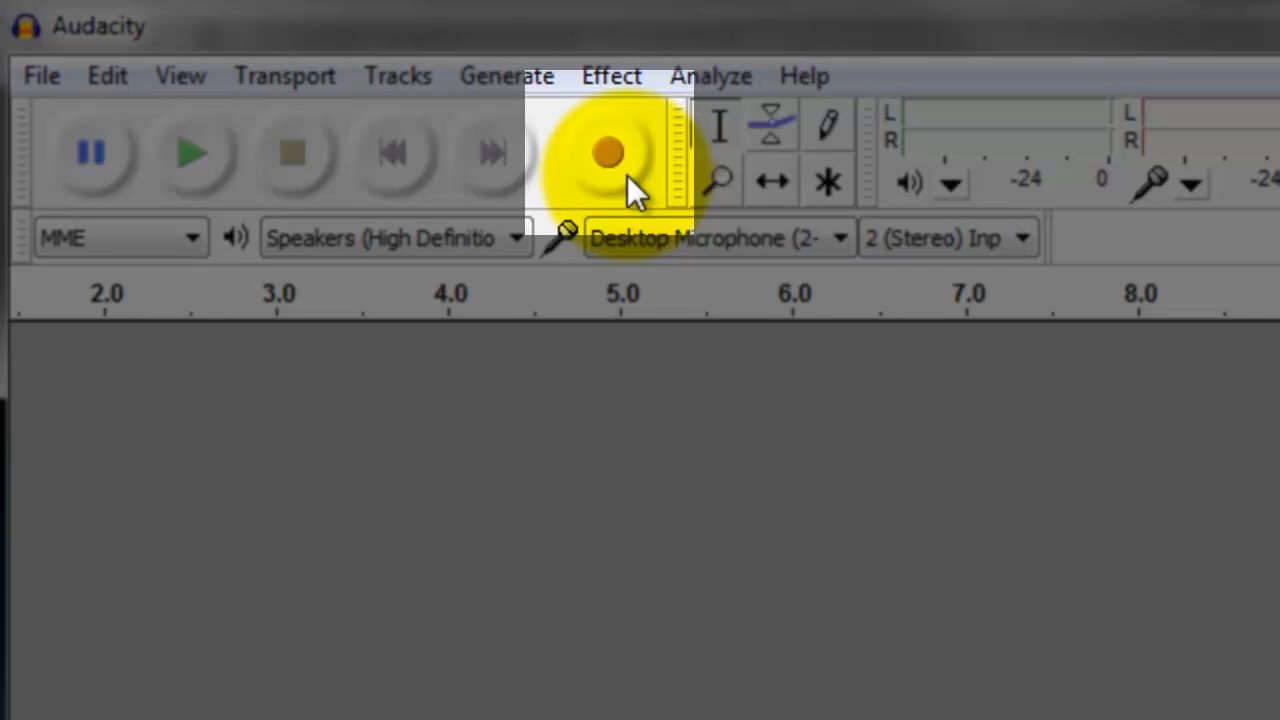 Audacity
File Edit View Transport Tracks Generate Effect Analyze Help
L L
R R
-24 0 -24
MME Speakers (High Definitio Desktop Microphone (2- 2 (Stereo) Inp
2.0 3.0 4.0 5.0 6.0 7.0 8.0